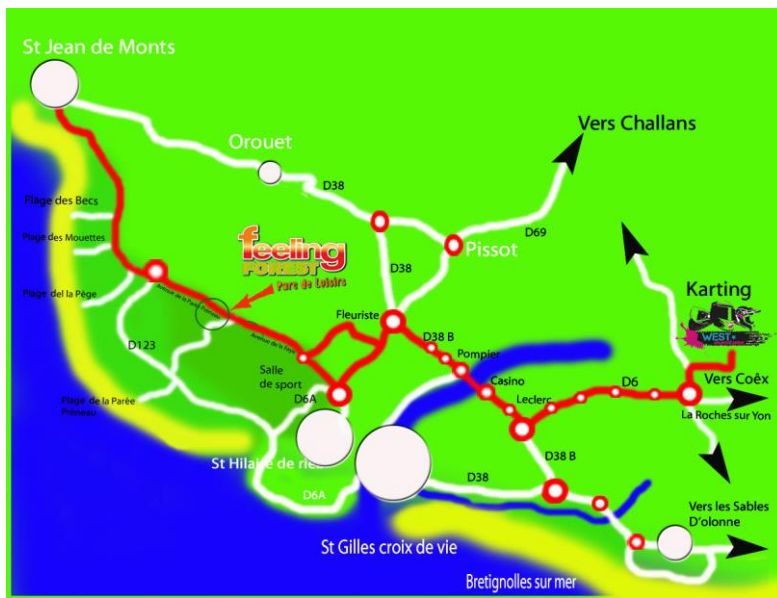 St Jean de Monts
Vers Challans
Orouet
D38
Plage des Becs
D69
Plage des Mouettes
feeling
FOREST
Parc de Loisirs
D38
Pissot
Plage del la Pège
Karting
WEST
Fleuriste
D123
D38 B
Pompier
Salle
de sport
Casino
D6
Vers Coêx
Leclerc
D6A
Plage de la Parée
Préneau
La Roches sur Yon
St Hilaire de rie
D38 B
D38
D6A
Vers les Sables
D'olonne
St Gilles croix de vie
Bretignolles sur mer